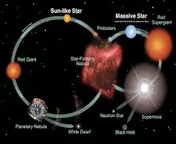 Sun-like Star
Massive Star
Red
Supergiant
Protostars
Red Giant
Star-Forming
Nebula
Planetary Nebula
White Dwarf
Neutron Star
Supernova
Black Hole